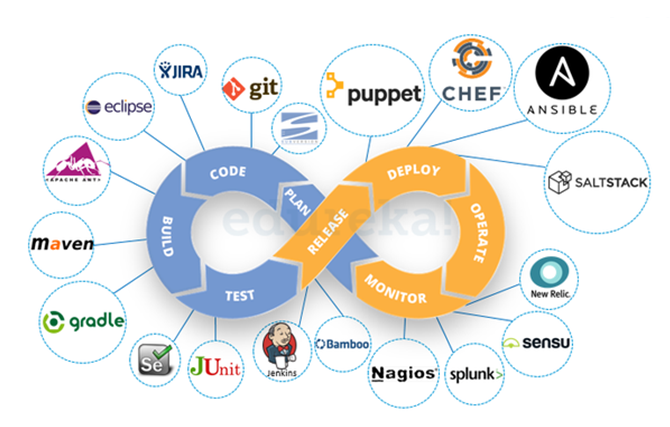 JIRA
git
eclipse
puppet
CHEF
ANSIBLE
APACHE ANT
SALTSTACK
maven
gradle
CODE
PLAN
DEPLOY
BUILD
RELEASE
OPERATE
TEST
MONITOR
edureka!
Se
JUnit
Jenkins
Bamboo
Nagios
splunk>
sensu
New Relic.